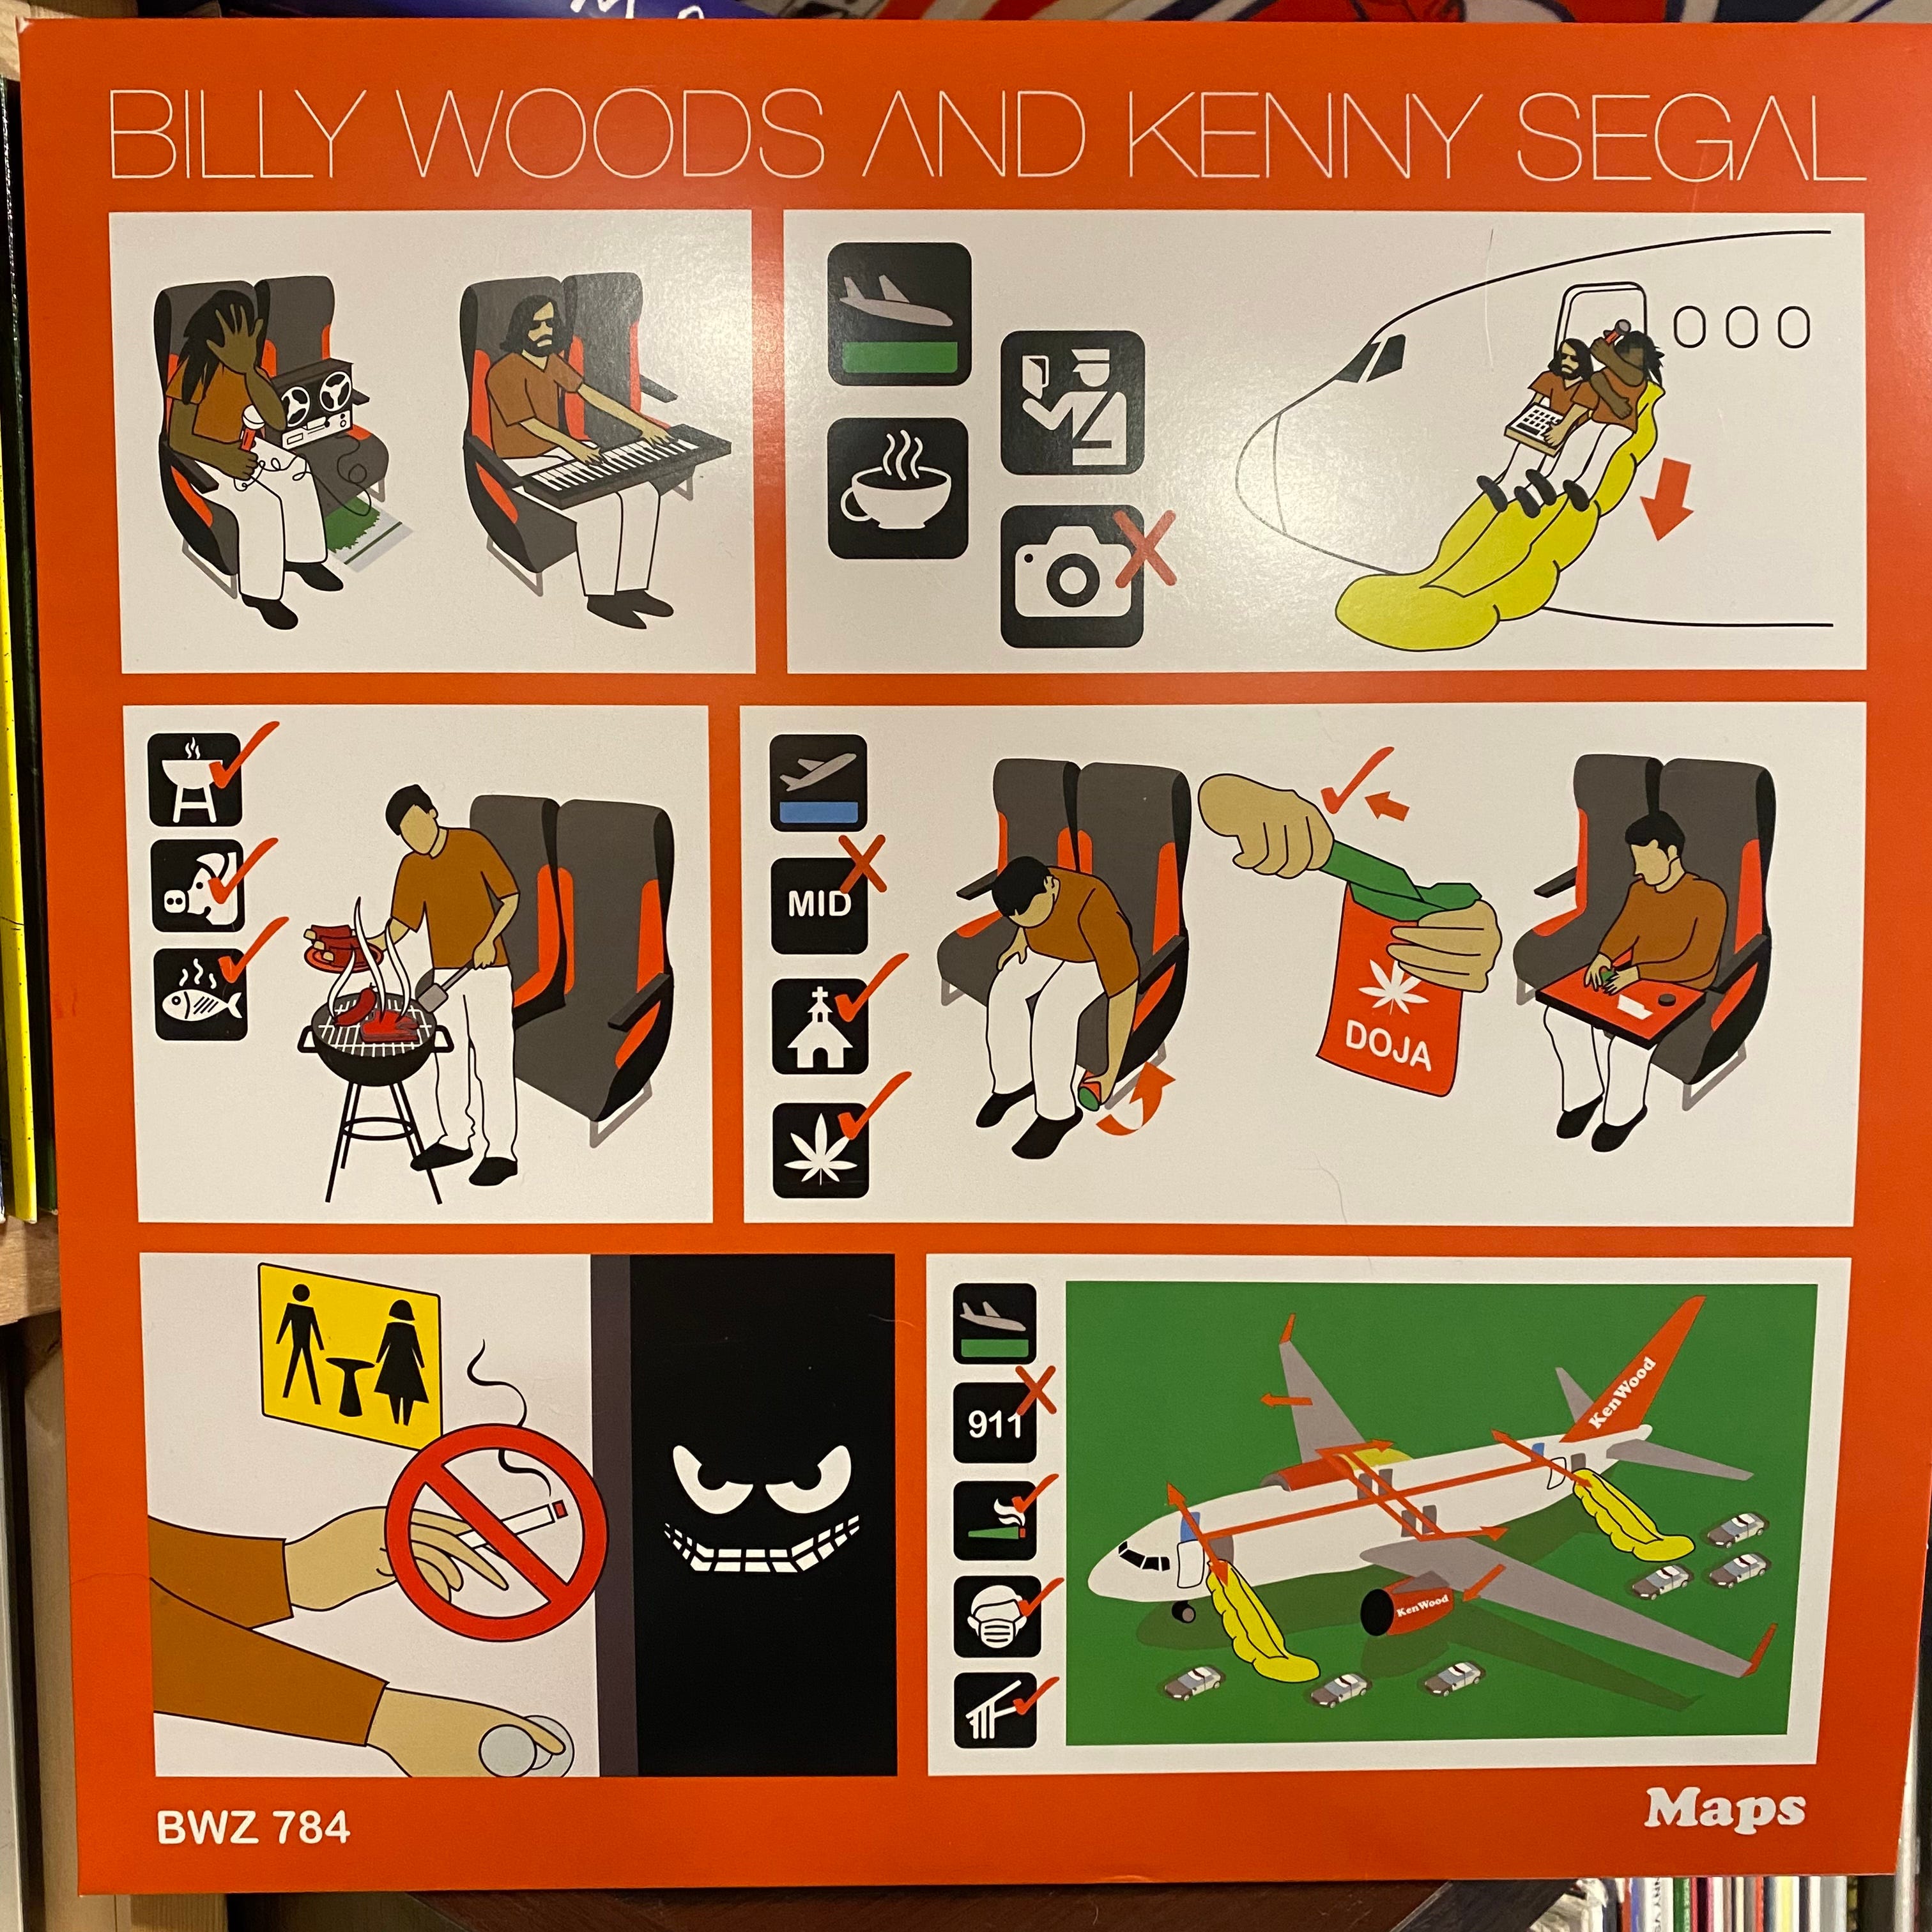 BILLY WOODS AND KENNY SEGAL
MID
DOJA
911
KenWood
KenWood
BWZ 784
Maps